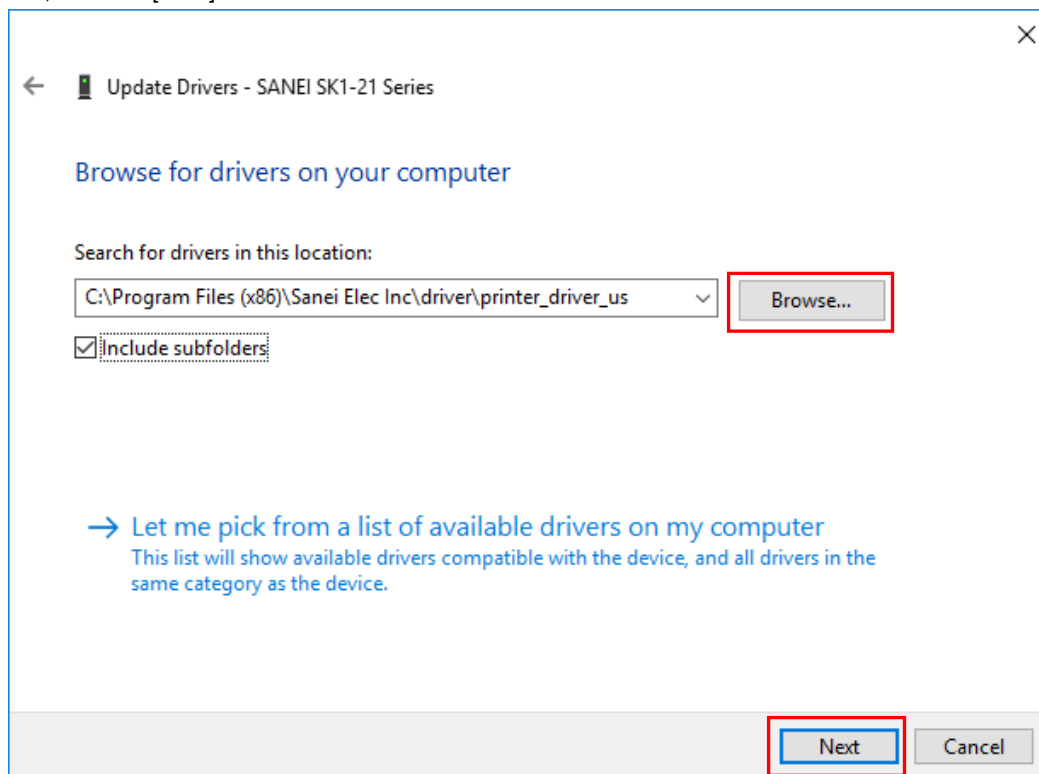 Update Drivers - SANEI SK1-21 Series
Browse for drivers on your computer
Search for drivers in this location:
C:\Program Files (x86)\Sanei Elec Inc\driver\printer_driver_us
Browse...
Include subfolders
Let me pick from a list of available drivers on my computer
This list will show available drivers compatible with the device, and all drivers in the
same category as the device.
Next
Cancel